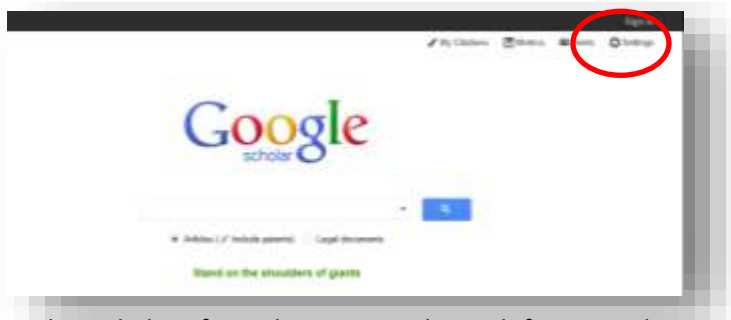 Sign in
My Citations Metrics Alerts Settings
Google
scholar
Articles include patents Legal documents
Stand on the shoulders of giants